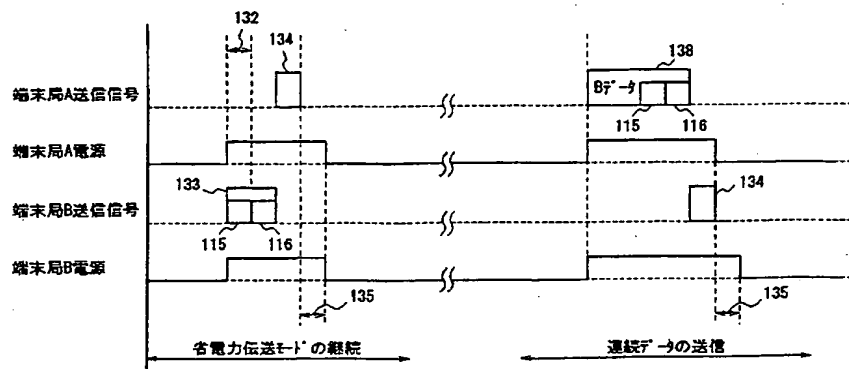 132
134
138
端末局A送信信号
Bデータ
115
116
端末局A電源
133
134
端末局B送信信号
115
116
端末局B電源
135
135
省電力伝送モードの継続
連続データの送信